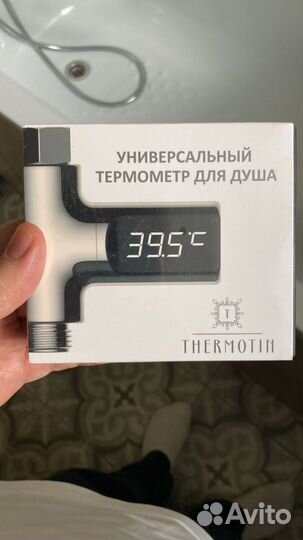 УНИВЕРСАЛЬНЫЙ
ТЕРМОМЕТР ДЛЯ ДУША
39.5°C
T
THERMOTIN
Avito